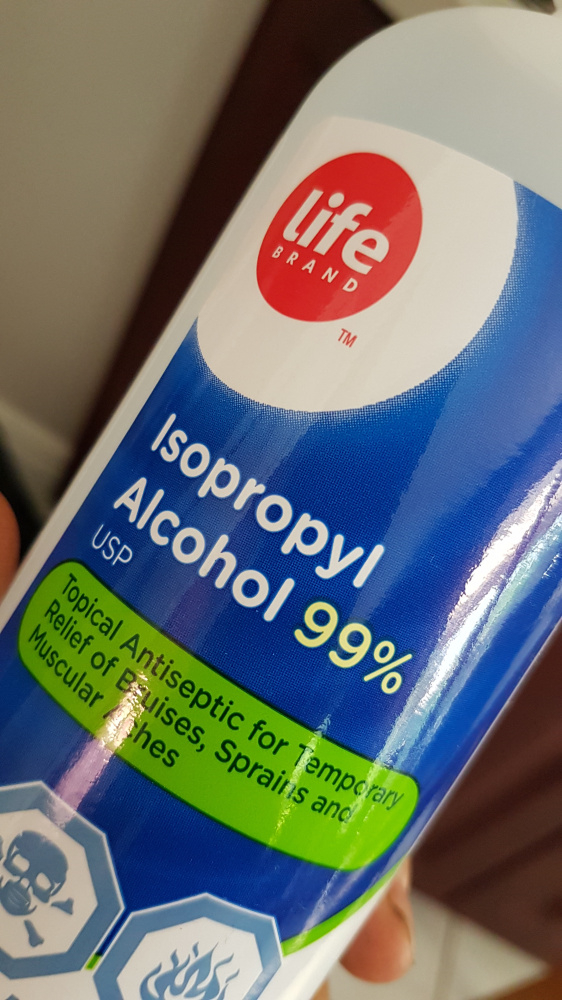 life
BRAND
TM
Isopropyl
Alcohol 99%
USP
Topical Antiseptic for Temporary
Relief of Bruises, Sprains and
Muscular Aches